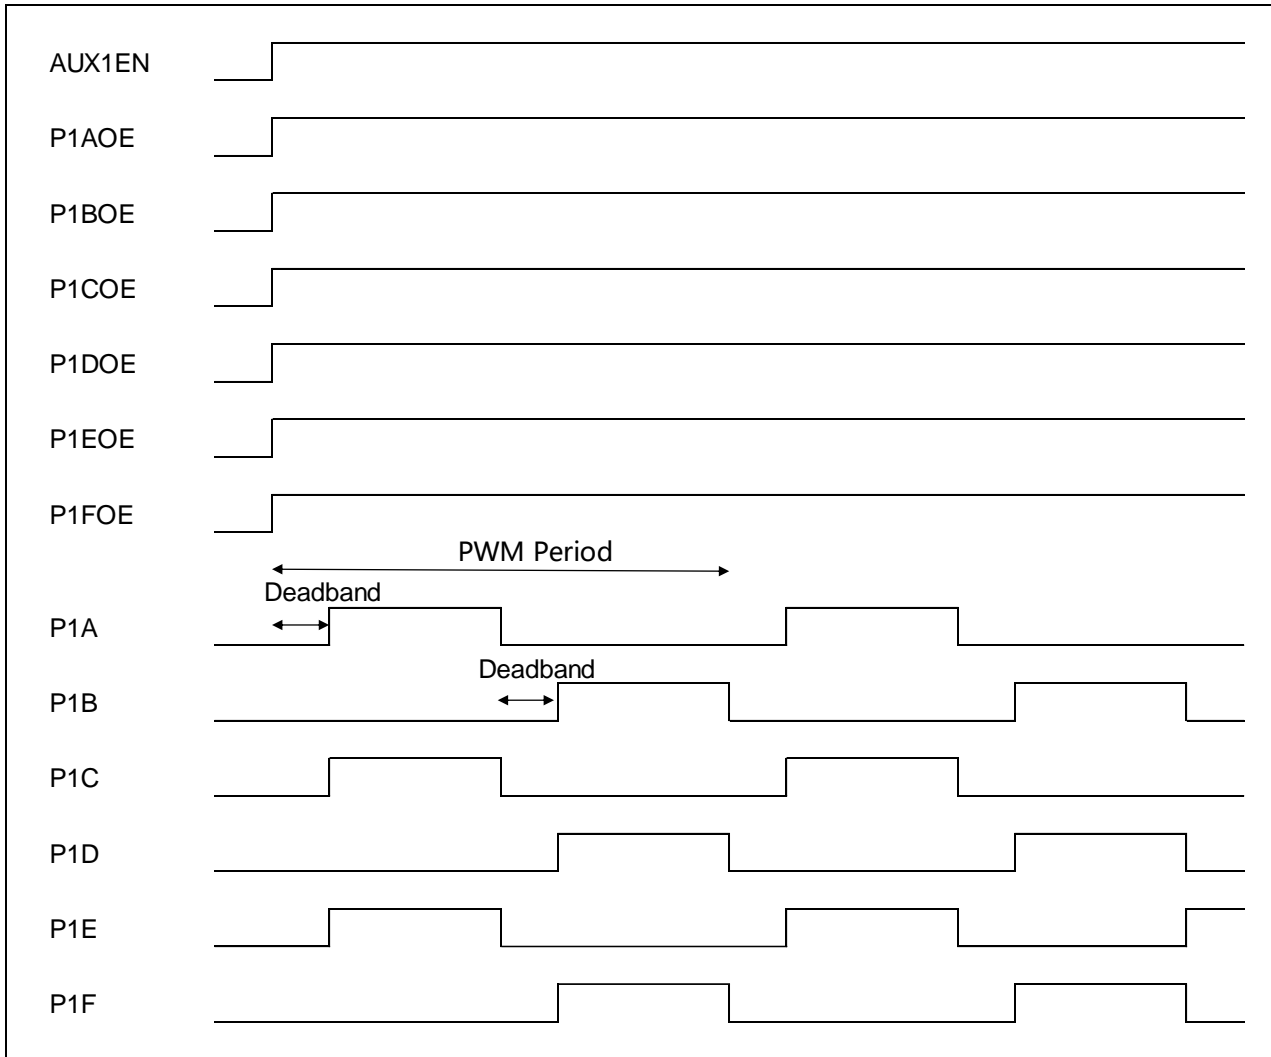 AUX1EN
P1AOE
P1BOE
P1COE
P1DOE
P1EOE
P1FOE
PWM Period
Deadband
P1A
Deadband
P1B
P1C
P1D
P1E
P1F